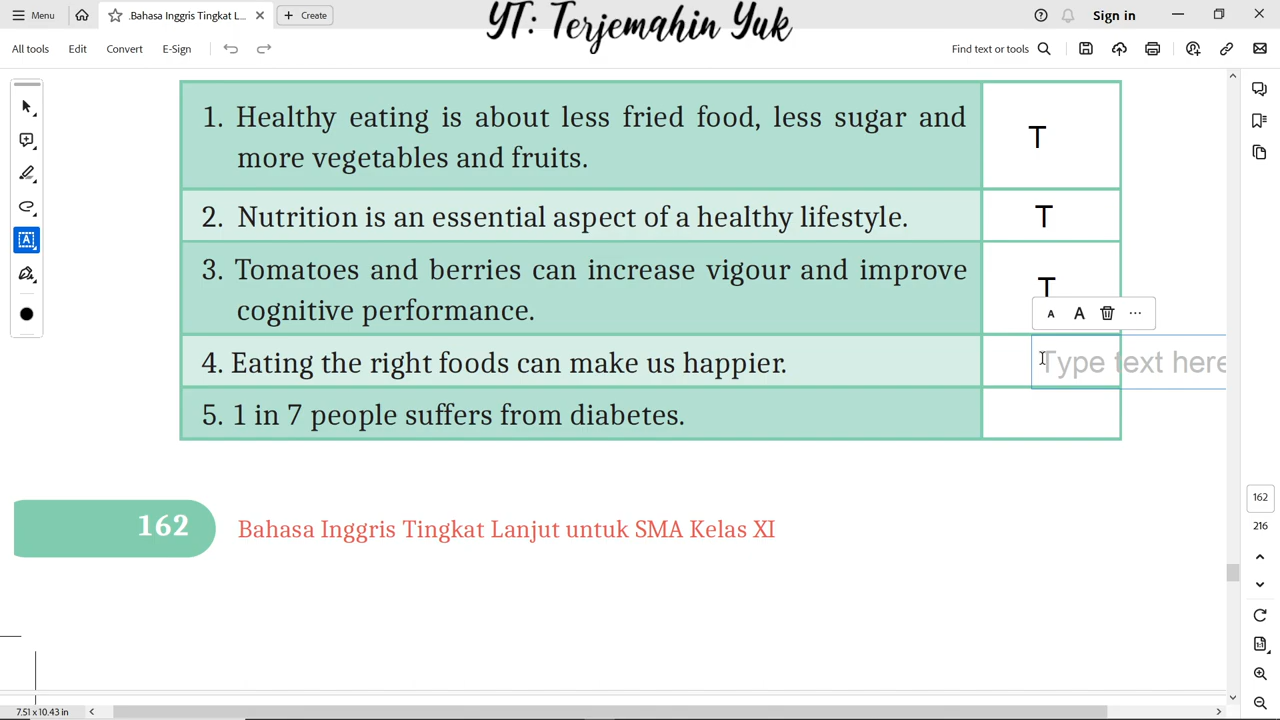 Menu
.Bahasa Inggris Tingkat L...
Create
YT: Terjemahin Yuk
Sign in
All tools
Edit
Convert
E-Sign
Find text or tools
1. Healthy eating is about less fried food, less sugar and
more vegetables and fruits.
T
2. Nutrition is an essential aspect of a healthy lifestyle.
T
3. Tomatoes and berries can increase vigour and improve
cognitive performance.
T
A A ...
4. Eating the right foods can make us happier.
Type text here
5. 1 in 7 people suffers from diabetes.
162
Bahasa Inggris Tingkat Lanjut untuk SMA Kelas XI
162
216
7.51 x 10.43 in